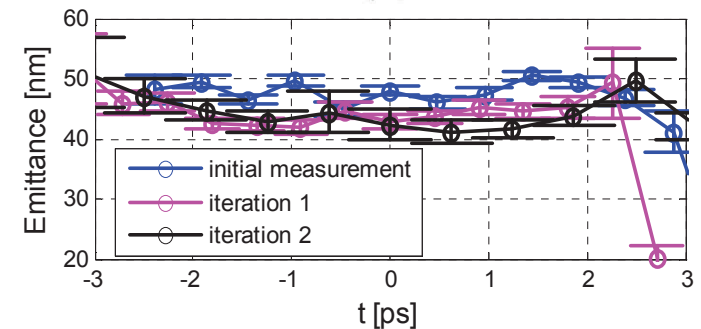 60
50
40
30
20
Emittance [nm]
initial measurement
iteration 1
iteration 2
-3
-2
-1
0
1
2
3
t [ps]